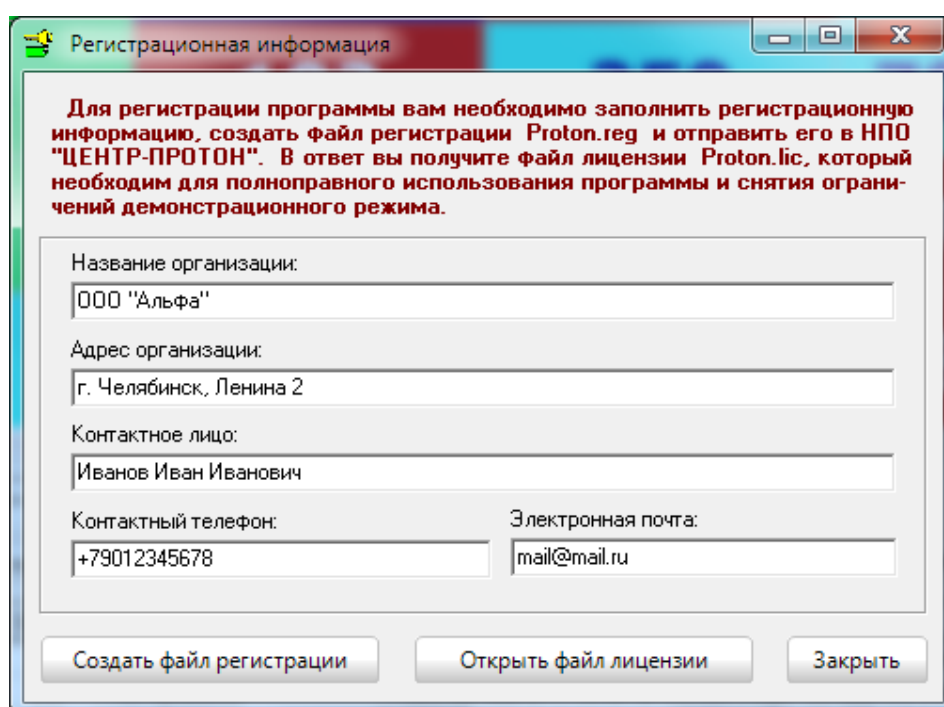 Регистрационная информация
Для регистрации программы вам необходимо заполнить регистрационную
информацию, создать файл регистрации Proton.reg и отправить его в НПО
"ЦЕНТР-ПРОТОН". В ответ вы получите файл лицензии Proton.lic, который
необходим для полноправного использования программы и снятия ограни-
чений демонстрационного режима.
Название организации:
ООО "Альфа"
Адрес организации:
г. Челябинск, Ленина 2
Контактное лицо:
Иванов Иван Иванович
Контактный телефон: Электронная почта:
+79012345678 mail@mail.ru
Создать файл регистрации Открыть файл лицензии Закрыть